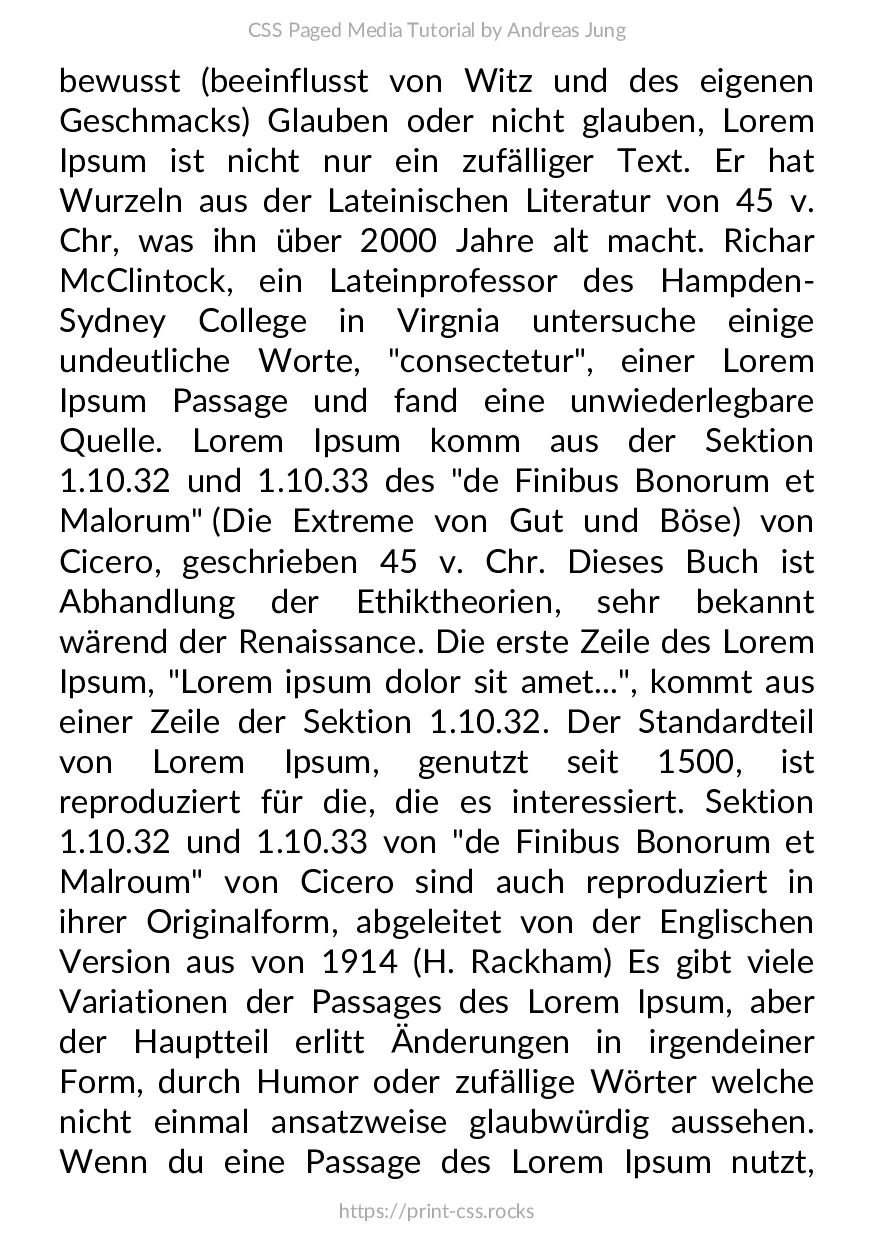 CSS Paged Media Tutorial by Andreas Jung
bewusst (beeinflusst von Witz und des eigenen
Geschmacks) Glauben oder nicht glauben, Lorem
Ipsum ist nicht nur ein zufälliger Text. Er hat
Wurzeln aus der Lateinischen Literatur von 45 v.
Chr, was ihn über 2000 Jahre alt macht. Richar
McClintock, ein Lateinprofessor des Hampden-
Sydney College in Virgnia untersuche einige
undeutliche Worte, "consectetur", einer Lorem
Ipsum Passage und fand eine unwiederlegbare
Quelle. Lorem Ipsum komm aus der Sektion
1.10.32 und 1.10.33 des "de Finibus Bonorum et
Malorum" (Die Extreme von Gut und Böse) von
Cicero, geschrieben 45 v. Chr. Dieses Buch ist
Abhandlung der Ethiktheorien, sehr bekannt
wärend der Renaissance. Die erste Zeile des Lorem
Ipsum, "Lorem ipsum dolor sit amet...", kommt aus
einer Zeile der Sektion 1.10.32. Der Standardteil
von Lorem Ipsum, genutzt seit 1500, ist
reproduziert für die, die es interessiert. Sektion
1.10.32 und 1.10.33 von "de Finibus Bonorum et
Malroum" von Cicero sind auch reproduziert in
ihrer Originalform, abgeleitet von der Englischen
Version aus von 1914 (H. Rackham) Es gibt viele
Variationen der Passages des Lorem Ipsum, aber
der Hauptteil erlitt Änderungen in irgendeiner
Form, durch Humor oder zufällige Wörter welche
nicht einmal ansatzweise glaubwürdig aussehen.
Wenn du eine Passage des Lorem Ipsum nutzt,
https://print-css.rocks